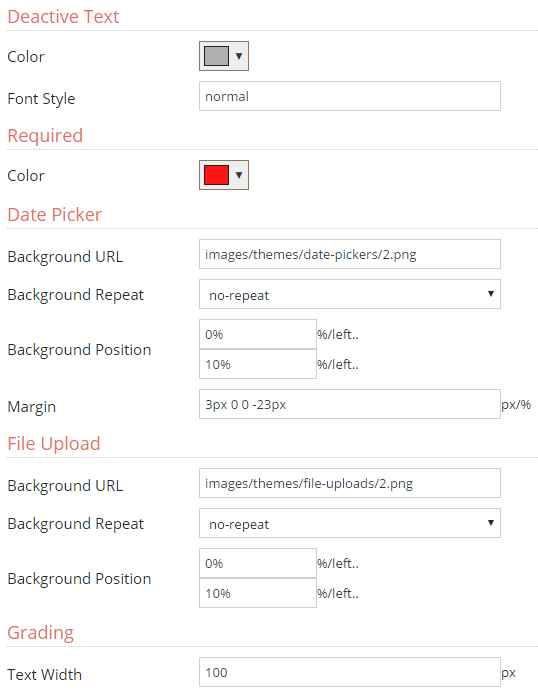 Deactive Text
Color
Font Style normal
Required
Color
Date Picker
Background URL images/themes/date-pickers/2.png
Background Repeat no-repeat
Background Position
0% %/left..
10% %/left..
Margin 3px 0 0 -23px px/%
File Upload
Background URL images/themes/file-uploads/2.png
Background Repeat no-repeat
Background Position
0% %/left..
10% %/left..
Grading
Text Width 100 px